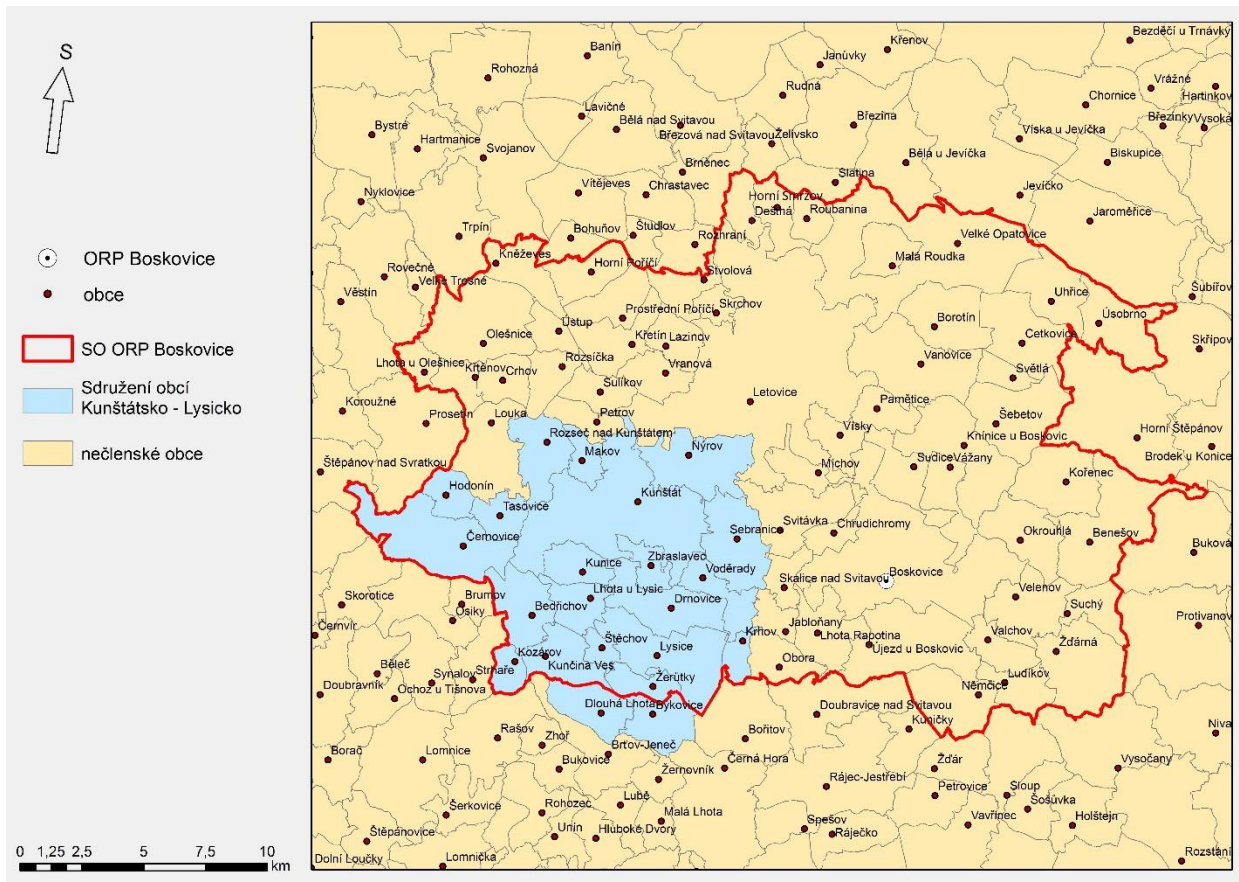 S
ORP Boskovice
obce
SO ORP Boskovice
Sdružení obcí
Kunštátsko - Lysicko
nečlenské obce
0 1,25 2,5 5 7,5 10
km
Banín
Křenov
Bezděčí u Trnávky
Janůvky
Rohozná
Rudná
Vrážné
Hartinkov
Chornice
Lavičné
Bělá nad Svitavou
Březina
Březinky
Vysoká
Bystré
Březová nad Svitavou
Želivsko
Víska u Jevíčka
Hartmanice
Svojanov
Bělá u Jevíčka
Biskupice
Brněnec
Slatina
Vítějeves
Chrastavec
Jevíčko
Nyklovice
Horní Smržov
Deštná
Roubanina
Jaroměřice
Trpín
Bohuňov
Študlov
Rozhraní
Velké Opatovice
Malá Roudka
Kněževes
Horní Poříčí
Rovečné
Velké Tresné
Stvolová
Věstín
Uhřice
Šubířov
Prostřední Poříčí
Skrchov
Úsobrno
Olešnice
Ústup
Borotín
Křetín
Lazinov
Cetkovice
Skřípov
Lhota u Olešnice
Křtěnov
Crhov
Rozsíčka
Vranová
Vanovice
Světlá
Sulíkov
Letovice
Koroužné
Prosetín
Louka
Petrov
Pamětice
Šebetov
Rozseč nad Kunštátem
Vísky
Horní Štěpánov
Makov
Nýrov
Knínice u Boskovic
Brodek u Konice
Štěpánov nad Svratkou
Míchov
Sudice
Vážany
Kořenec
Hodonín
Kunštát
Tasovice
Sebranice
Svitávka
Chrudichromy
Okrouhlá
Benešov
Černovice
Buková
Kunice
Zbraslavec
Voděrady
Skalice nad Svitavou
Boskovice
Skorotice
Brumov
Lhota u Lysic
Drnovice
Velenov
Osiky
Bedřichov
Suchý
Protivanov
Černvír
Krhov
Jabloňany
Lhota Rapotina
Valchov
Štěchov
Lysice
Újezd u Boskovic
Žďárná
Kozárov
Kunčina Ves
Obora
Běleč
Synalov
Strhaře
Žerůtky
Ludíkov
Doubravník
Ochoz u Tišnova
Němčice
Dlouhá Lhota
Bykovice
Doubravice nad Svitavou
Kuničky
Niva
Rašov
Zhoř
Bořitov
Borač
Lomnice
Brťov-Jeneč
Bukovice
Černá Hora
Žďár
Vysočany
Žernovník
Rájec-Jestřebí
Petrovice
Sloup
Šošůvka
Šerkovice
Rohozec
Lubě
Malá Lhota
Vavřinec
Holštejn
Štěpánovice
Unín
Hluboké Dvory
Spešov
Ráječko
Dolní Loučky
Lomnička
Rozstání